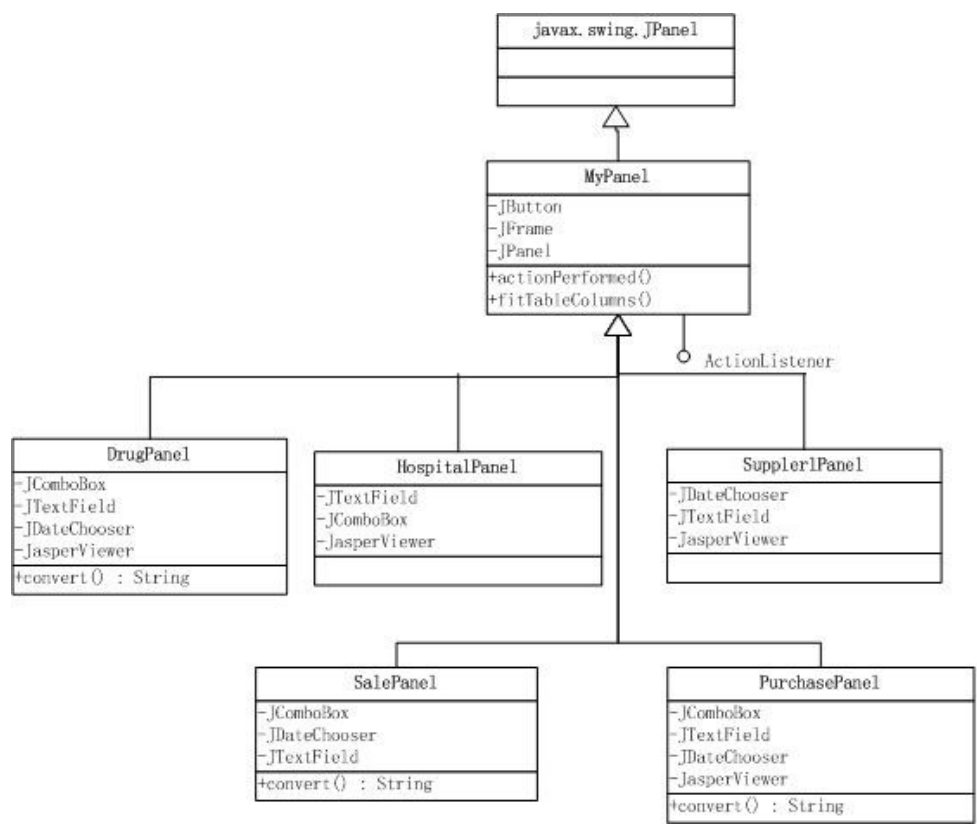 javax.swing.JPanel
MyPanel
-JButton
-JFrame
-JPanel
+actionPerformed()
+fitTableColumns()
ActionListener
DrugPanel
-JComboBox
-JTextField
-JDateChooser
-JasperViewer
+convert() : String
HospitalPanel
-JTextField
-JComboBox
-JasperViewer
SupplerlPanel
-JDateChooser
-JTextField
-JasperViewer
SalePanel
-JComboBox
-JDateChooser
-JTextField
+convert() : String
PurchasePanel
-JComboBox
-JTextField
-JDateChooser
-JasperViewer
+convert() : String